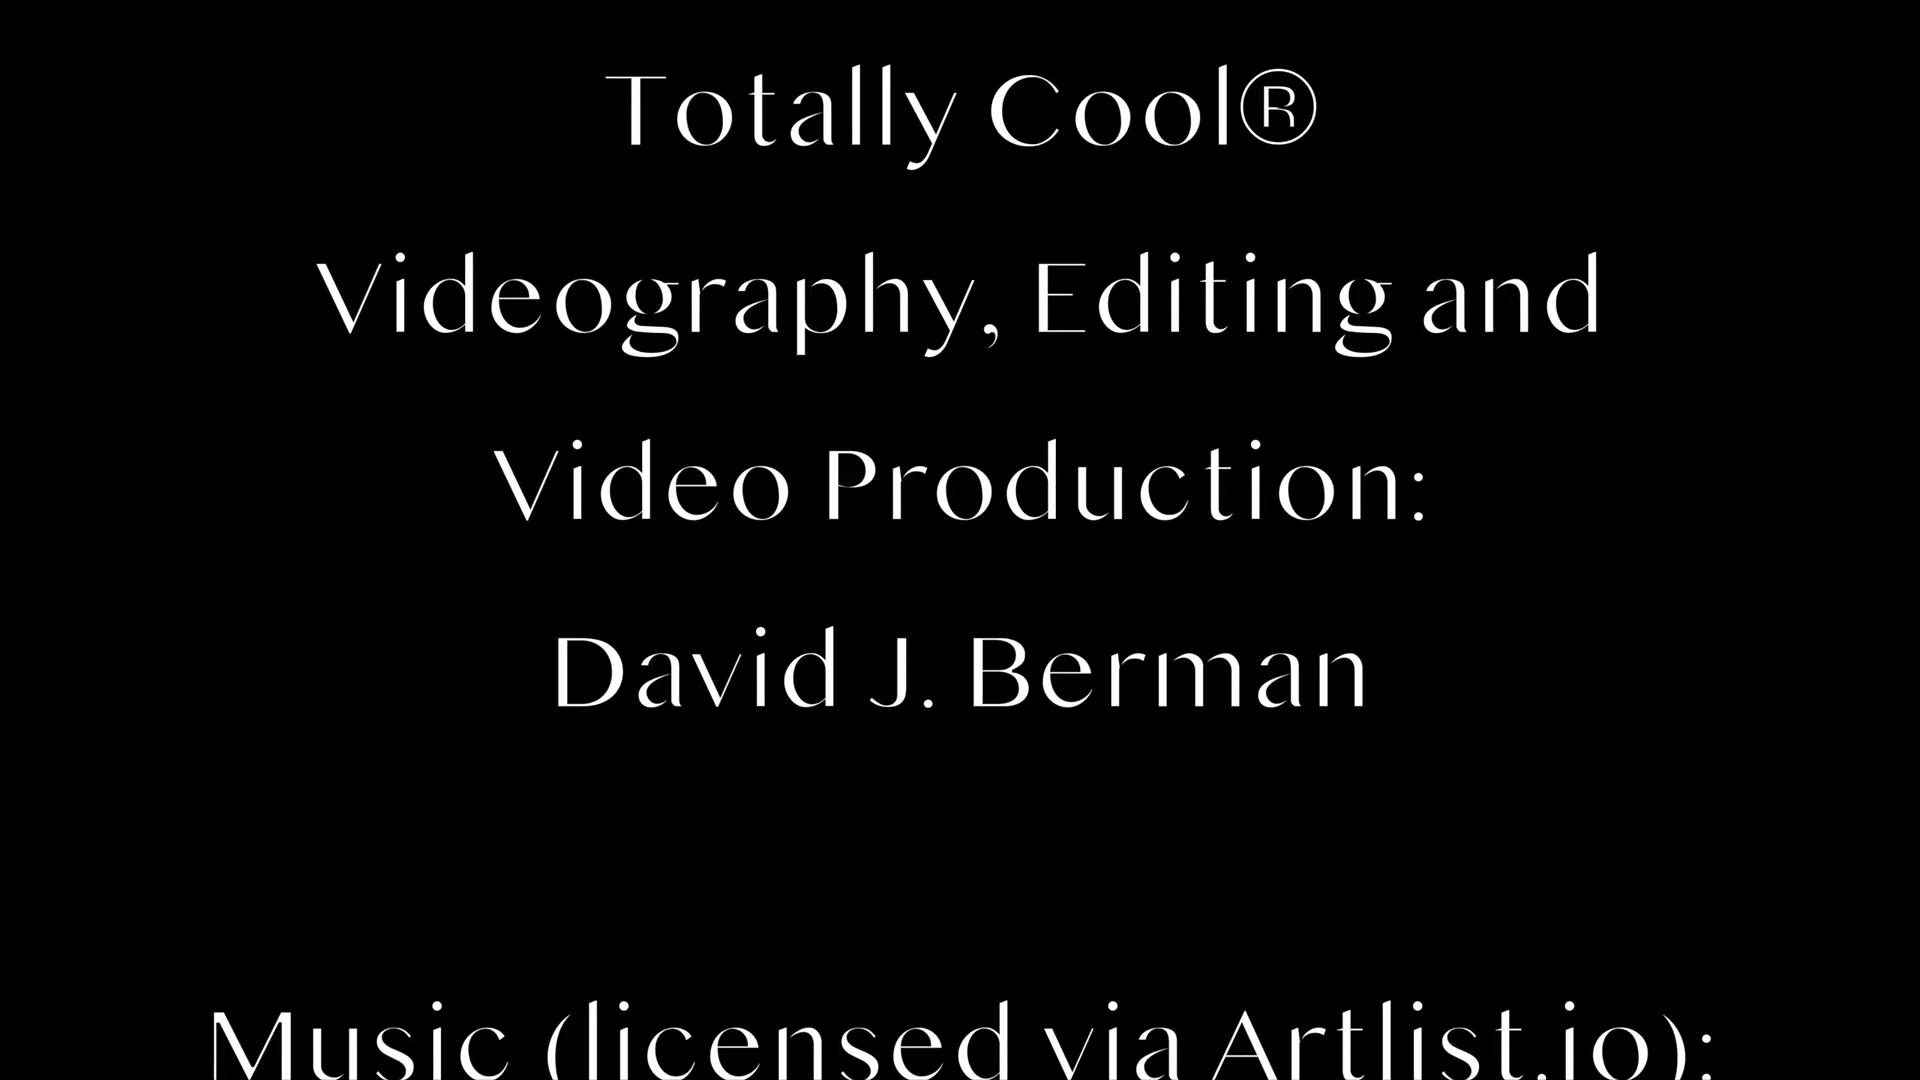 Totally Cool®
Videography, Editing and
Video Production:
David J. Berman
Music (licensed via Artlist.io):